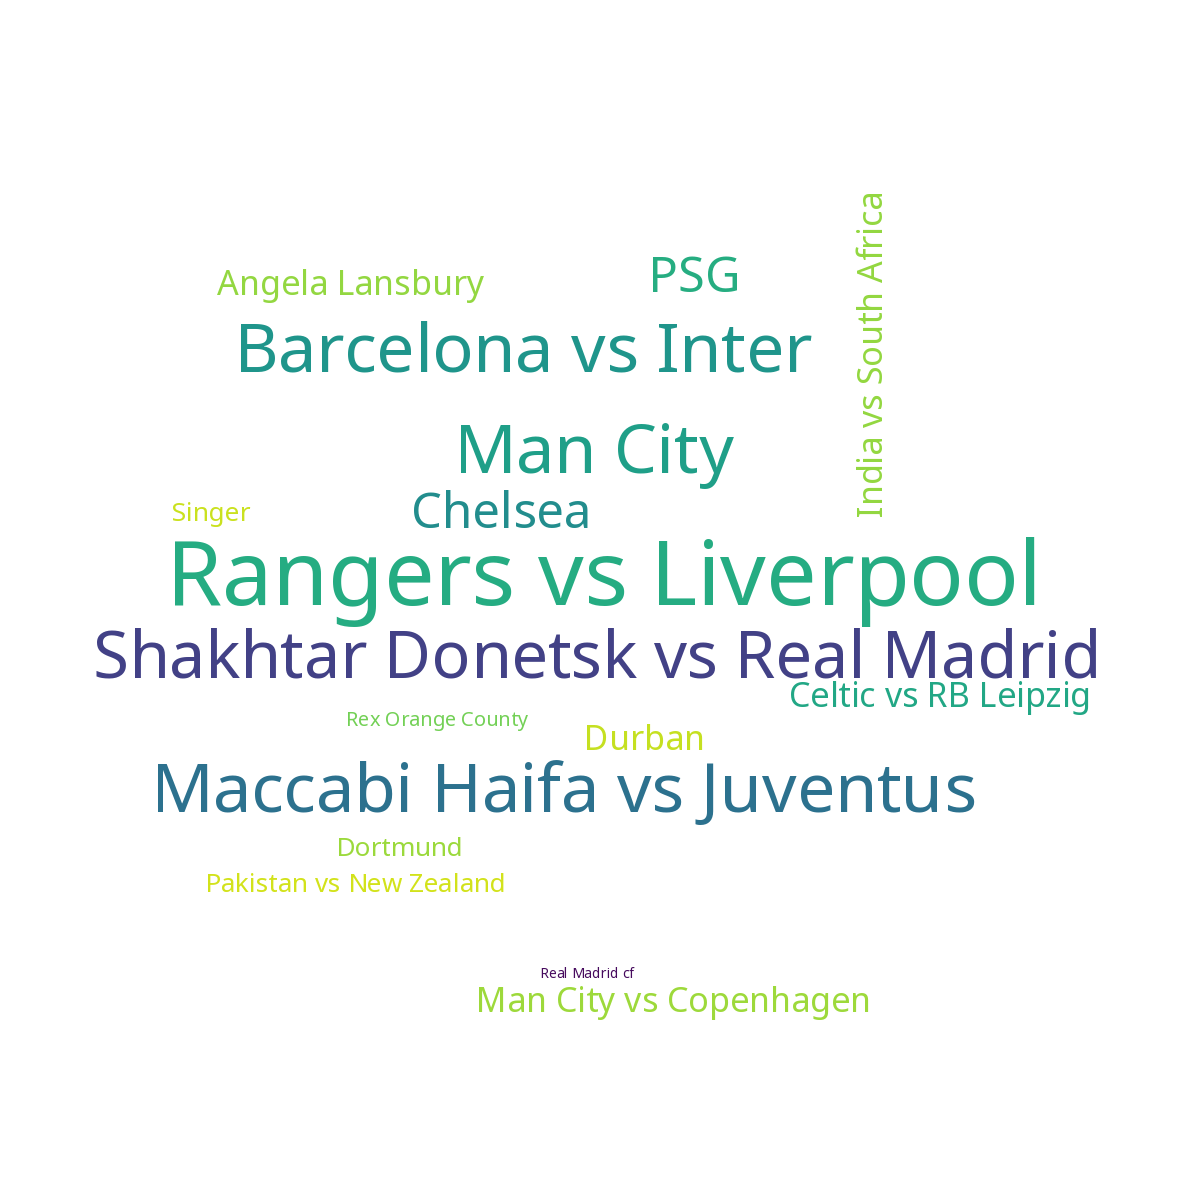 India vs South Africa
PSG
Angela Lansbury
Barcelona vs Inter
Man City
Chelsea
Singer
Rangers vs Liverpool
Shakhtar Donetsk vs Real Madrid
Celtic vs RB Leipzig
Rex Orange County
Durban
Maccabi Haifa vs Juventus
Dortmund
Pakistan vs New Zealand
Real Madrid cf
Man City vs Copenhagen